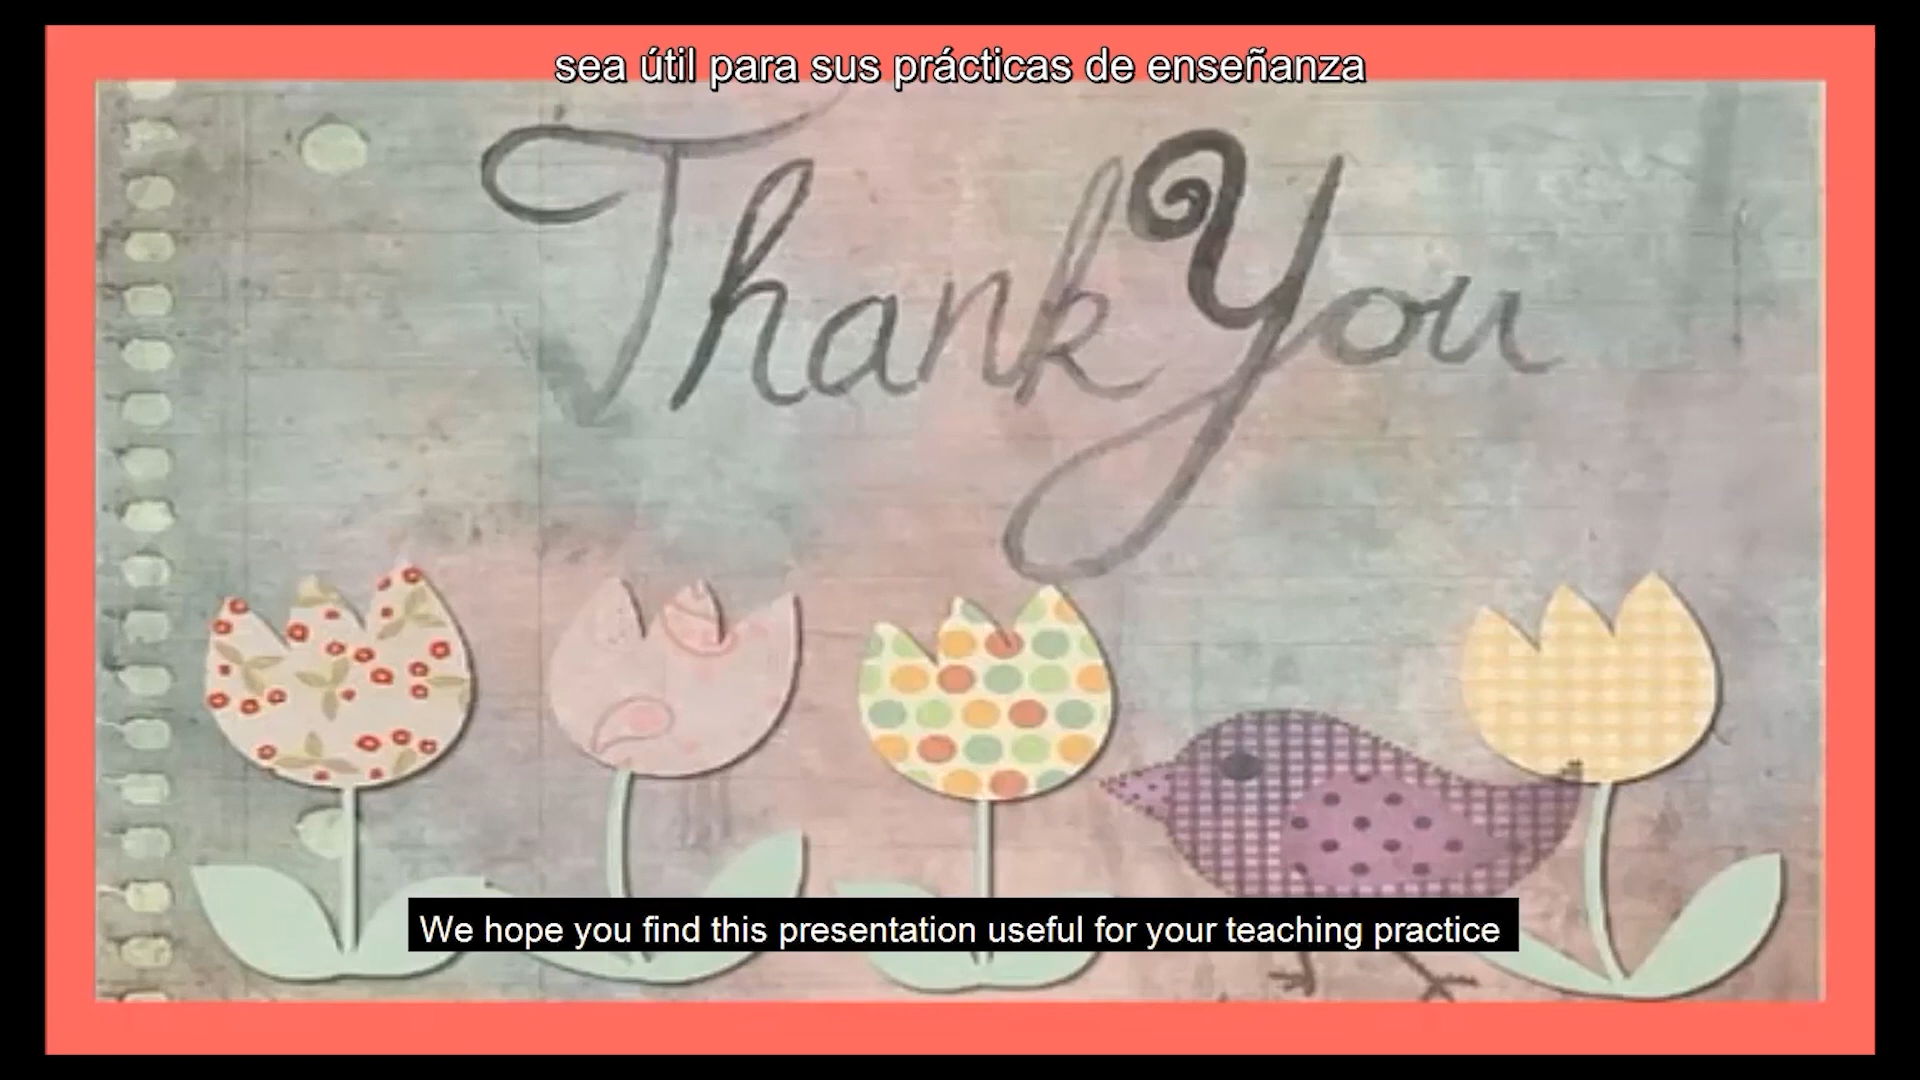 sea útil para sus prácticas de enseñanza
Thank You
We hope you find this presentation useful for your teaching practice